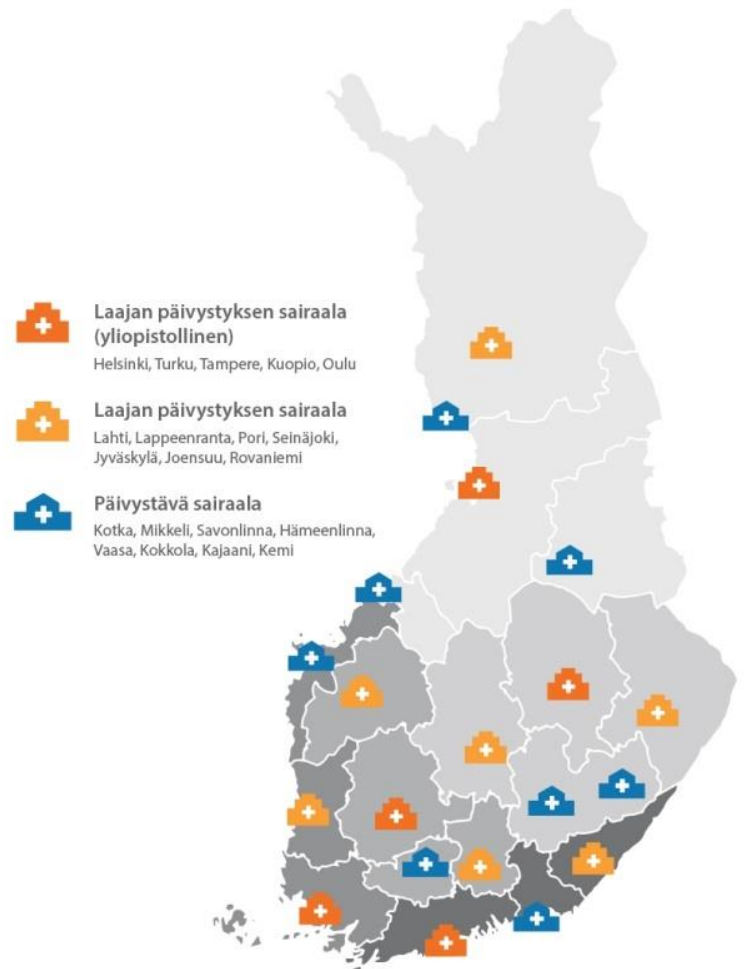 Laajan päivystyksen sairaala
(yliopistollinen)
Helsinki, Turku, Tampere, Kuopio, Oulu
Laajan päivystyksen sairaala
Lahti, Lappeenranta, Pori, Seinäjoki,
Jyväskylä, Joensuu, Rovaniemi
Päivystävä sairaala
Kotka, Mikkeli, Savonlinna, Hämeenlinna,
Vaasa, Kokkola, Kajaani, Kemi